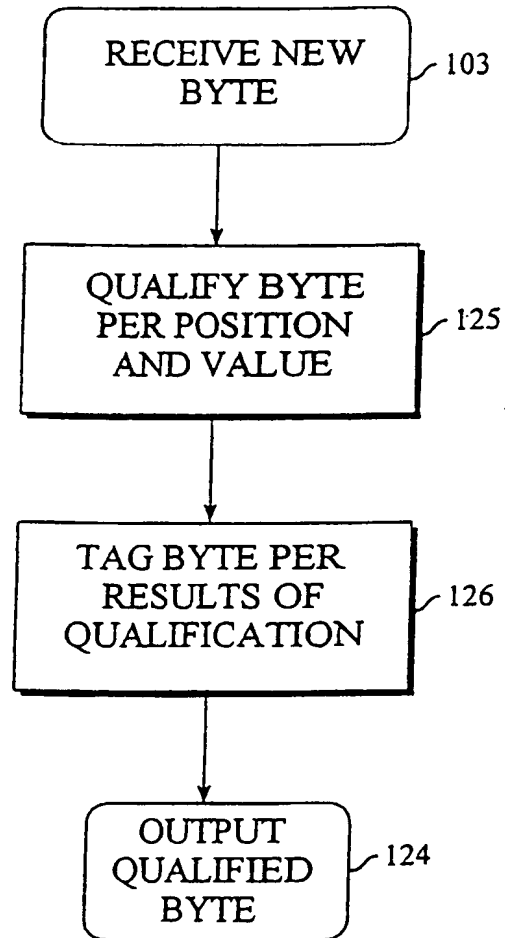 RECEIVE NEW
BYTE
103
QUALIFY BYTE
PER POSITION
AND VALUE
125
TAG BYTE PER
RESULTS OF
QUALIFICATION
126
OUTPUT
QUALIFIED
BYTE
124